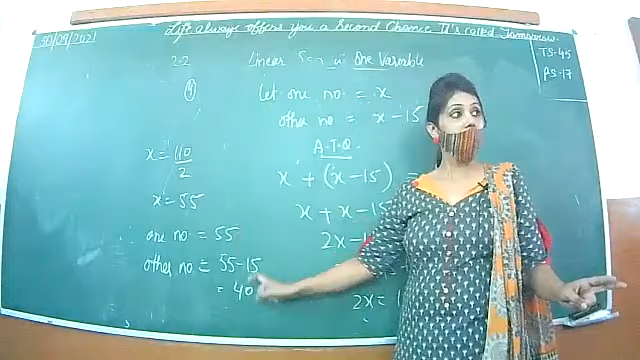 30/09/2021
Life always offers you a Second Chance It's called Tomorrow.
TS-45
PS-17
2.2
Linear in One Variable
Let one no = x
other no = x-15
A.T.Q.
x + (x-15) =
x + x - 15
2x-1
2x = 1
x = 110/2
x = 55
one no = 55
other no = 55-15
= 40